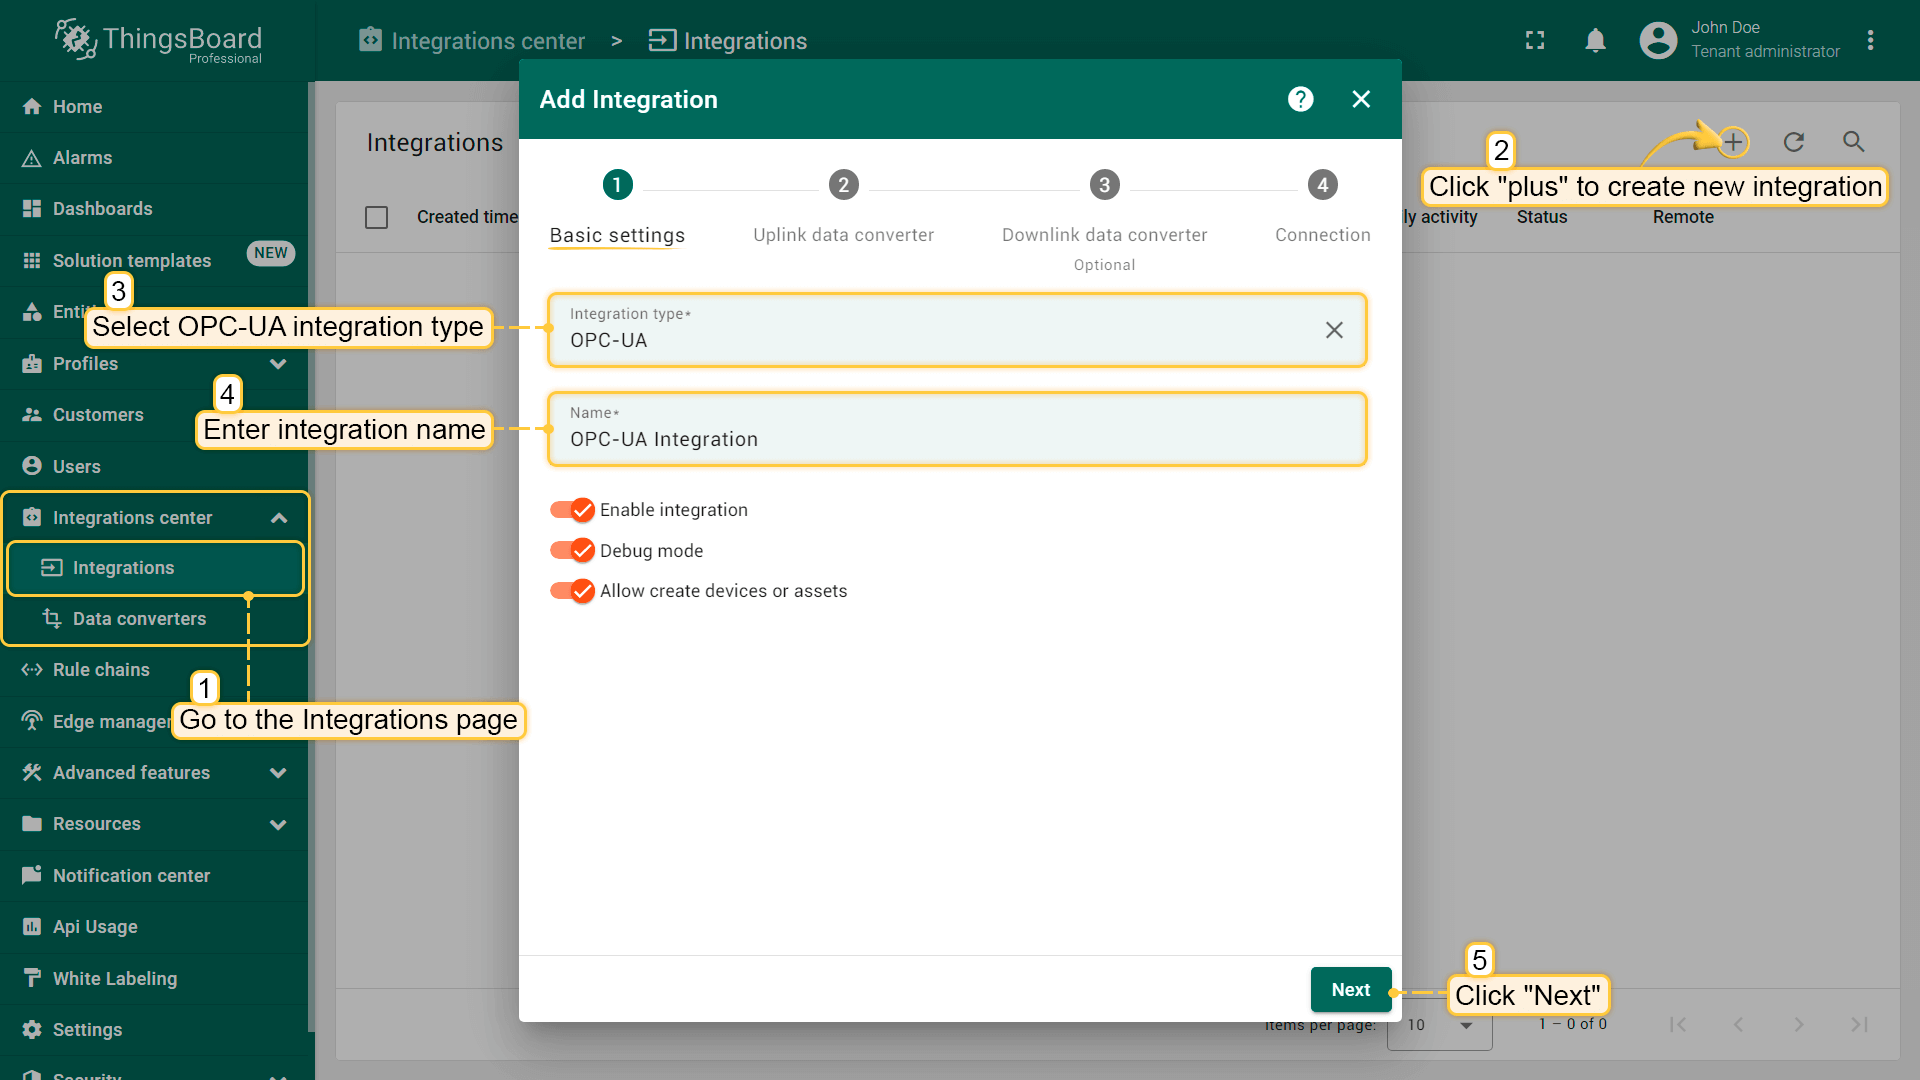 ThingsBoard
Professional
Integrations center > Integrations
John Doe
Tenant administrator
Home
Alarms
Dashboards
Solution templates
NEW
Profiles
Customers
Users
Integrations center
Integrations
Data converters
Rule chains
Advanced features
Resources
Notification center
Api Usage
White Labeling
Settings
Security
Integrations
Created time
Status
Remote
Add Integration
?
1
2
3
4
Basic settings
Uplink data converter
Downlink data converter
Optional
Connection
Integration type*
OPC-UA
Name*
OPC-UA Integration
Enable integration
Debug mode
Allow create devices or assets
Next
Items per page:
10
1 – 0 of 0
1
Go to the Integrations page
2
Click "plus" to create new integration
3
Select OPC-UA integration type
4
Enter integration name
5
Click "Next"